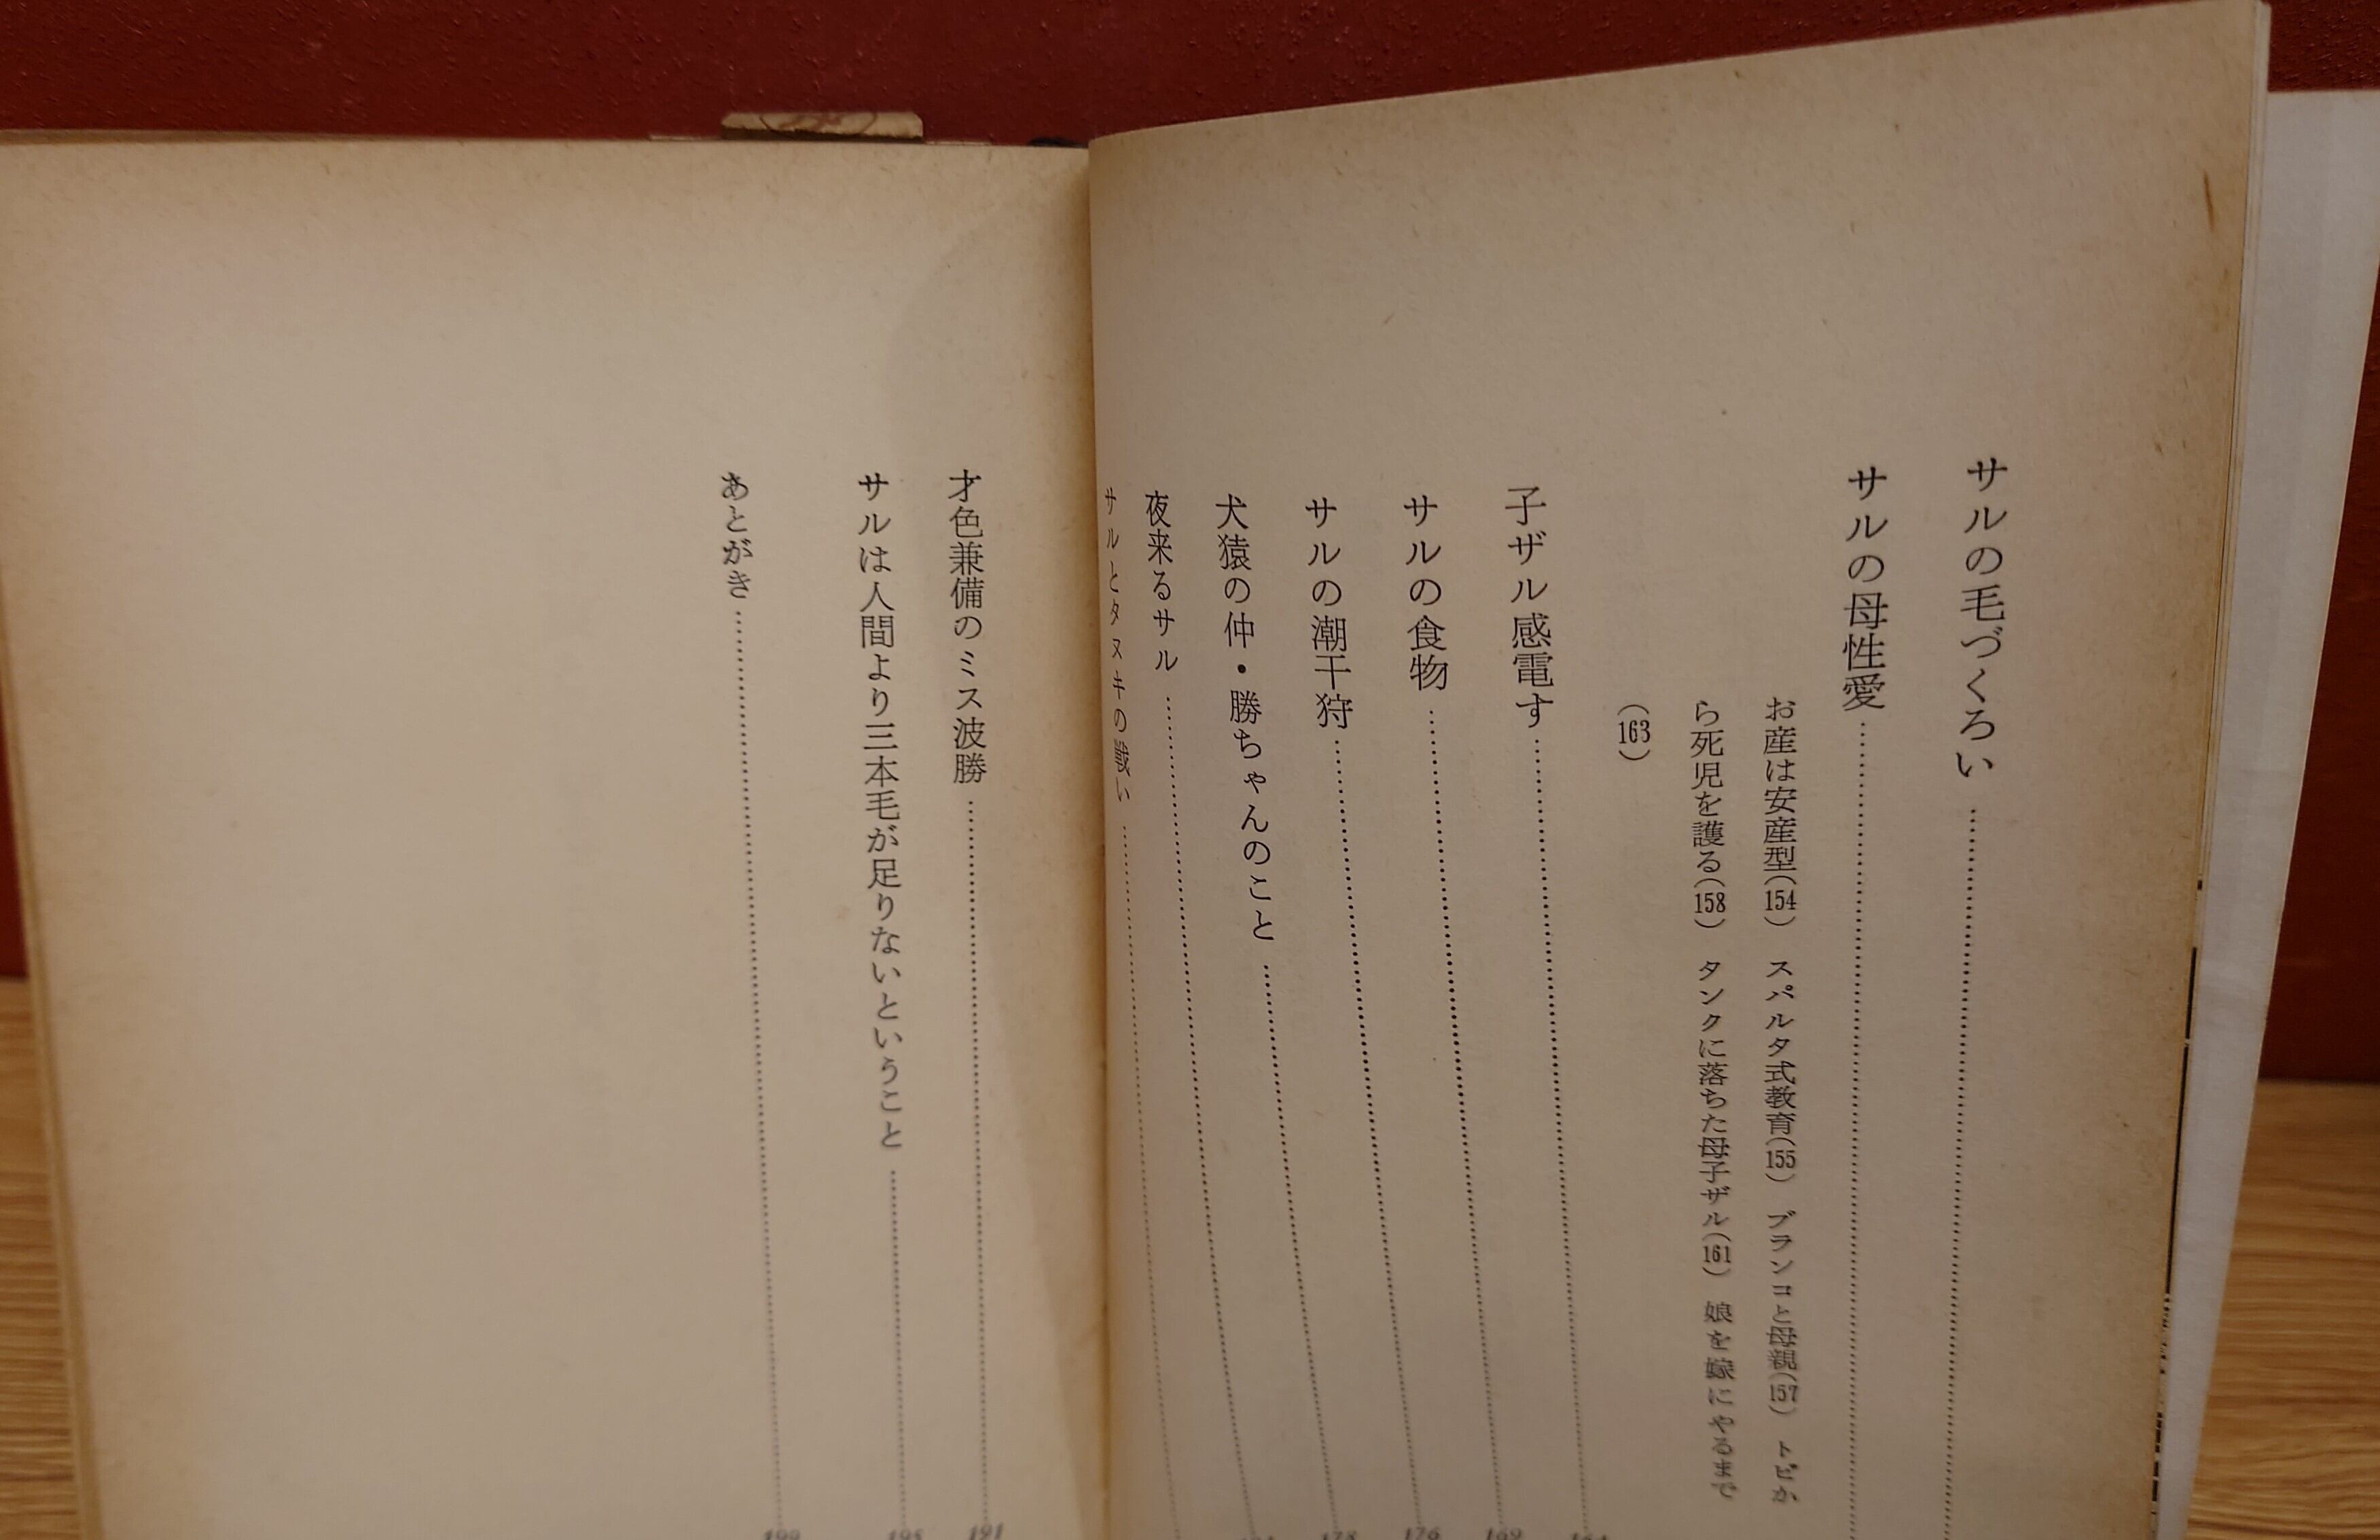 サルの毛づくろい
サルの母性愛
お産は安産型(154) スパルタ式教育(155) ブランコと母親(157) トビか
ら死児を護る(158) タンクに落ちた母子ザル(161) 娘を嫁にやるまで
(163)
子ザル感電す
サルの食物 169
サルの潮干狩 176
犬猿の仲・勝ちゃんのこと 178
夜来るサル
サルとタヌキの戦い
才色兼備のミス波勝 191
サルは人間より三本毛が足りないということ 195
あとがき 199